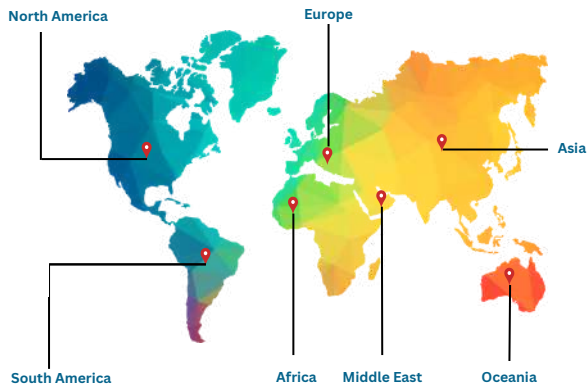 North America
Europe
Asia
South America
Africa
Middle East
Oceania